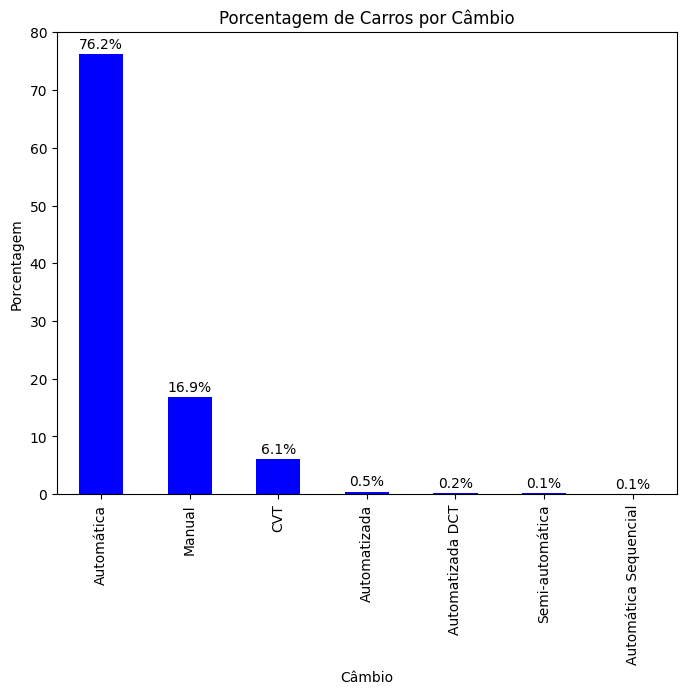 Porcentagem de Carros por Câmbio
80
70
60
50
40
30
20
10
0
Porcentagem
76.2%
16.9%
6.1%
0.5%
0.2%
0.1%
0.1%
Automática
Manual
CVT
Automatizada
Automatizada DCT
Semi-automática
Automática Sequencial
Câmbio